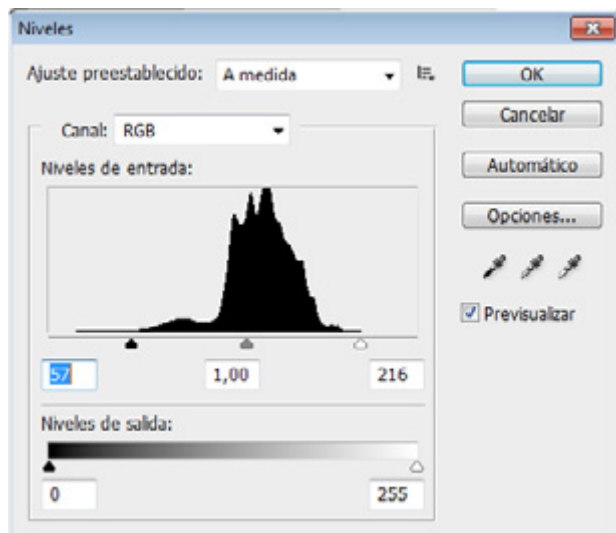 Niveles
Ajuste preestablecido: A medida
OK
Canal: RGB
Cancelar
Niveles de entrada:
Automático
Opciones...
Previsualizar
57 1,00 216
Niveles de salida:
0 255